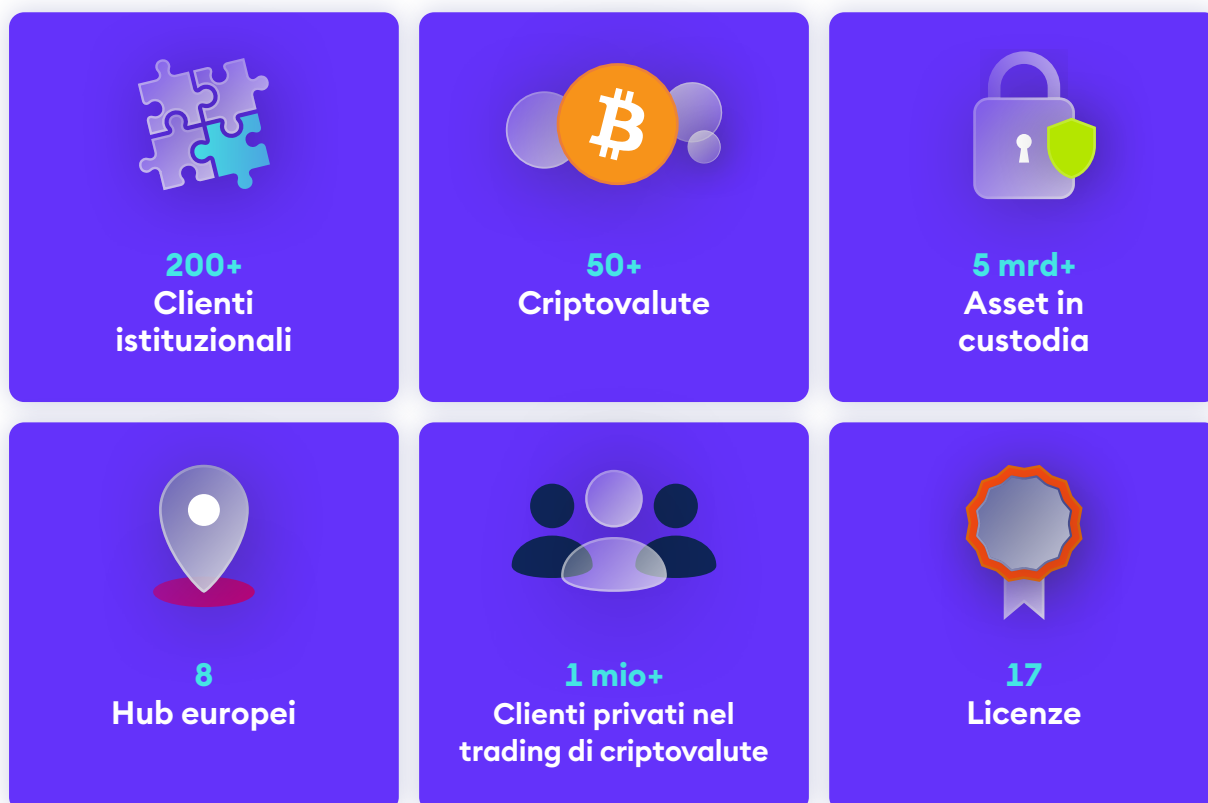 200+
Clienti
istituzionali
50+
Criptovalute
5 mrd+
Asset in
custodia
8
Hub europei
1 mio+
Clienti privati nel
trading di criptovalute
17
Licenze